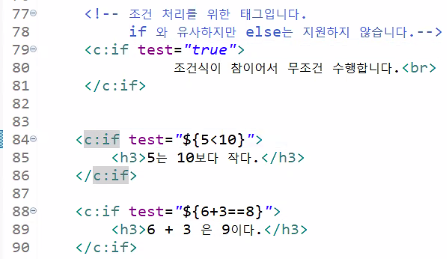 77 <!-- 조건 처리를 위한 태그입니다.
78 if 와 유사하지만 else는 지원하지 않습니다.-->
79 <c:if test="true">
80 조건식이 참이어서 무조건 수행합니다.<br>
81 </c:if>
82
83
84 <c:if test="${5<10}">
85 <h3>5는 10보다 작다.</h3>
86 </c:if>
87
88 <c:if test="${6+3==8}">
89 <h3>6 + 3 은 9이다.</h3>
90 </c:if>